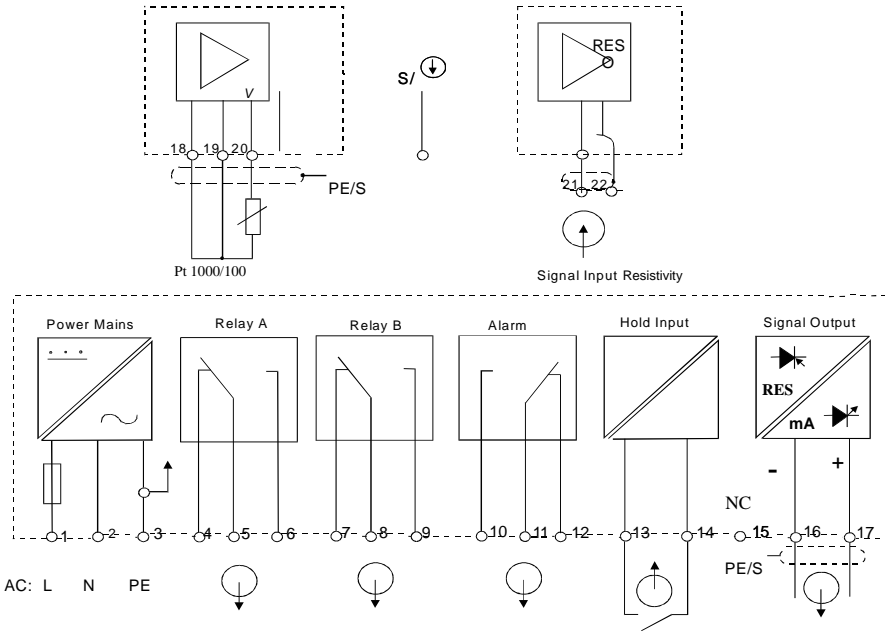 RES
S/
V
18 19 20
PE/S
21 22
Pt 1000/100
Signal Input Resistivity
Power Mains Relay A Relay B Alarm Hold Input Signal Output
RES
mA
- +
NC
1 2 3 4 5 6 7 8 9 10 11 12 13 14 15 16 17
PE/S
AC: L N PE